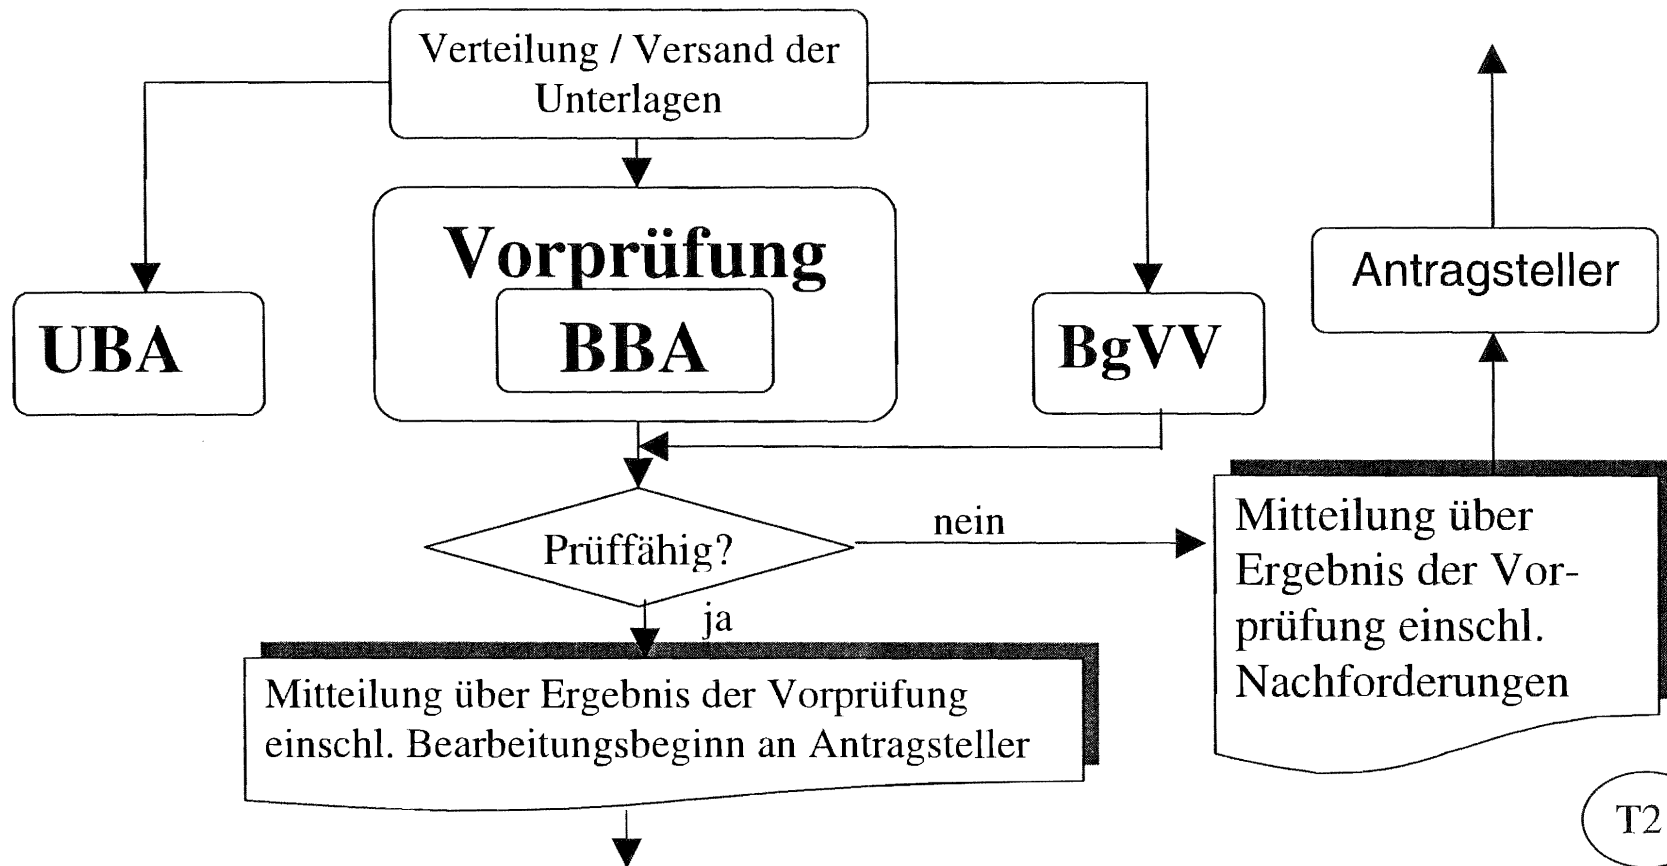 Verteilung / Versand der
Unterlagen
Vorprüfung
BBA
UBA
BgVV
Antragsteller
Prüffähig?
nein
ja
Mitteilung über
Ergebnis der Vor-
prüfung einschl.
Nachforderungen
Mitteilung über Ergebnis der Vorprüfung
einschl. Bearbeitungsbeginn an Antragsteller
T2